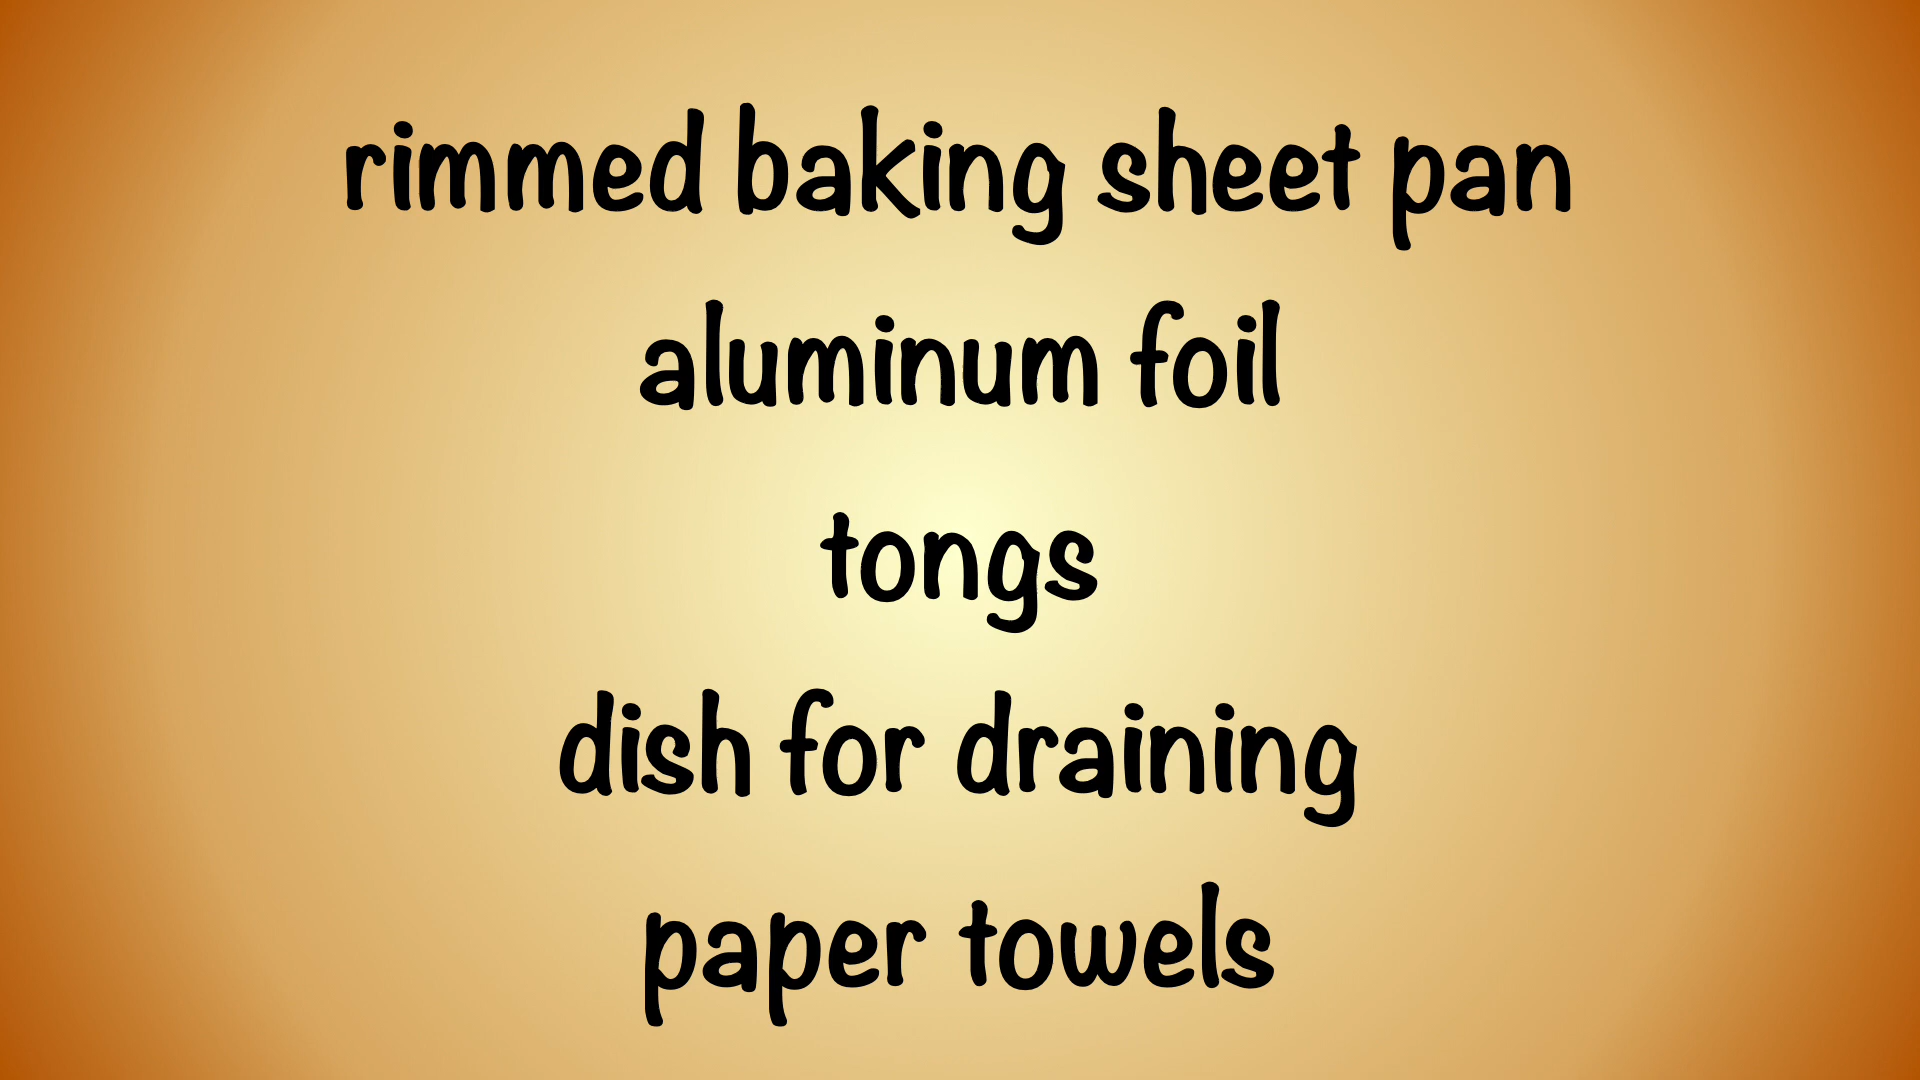 rimmed baking sheet pan
aluminum foil
tongs
dish for draining
paper towels